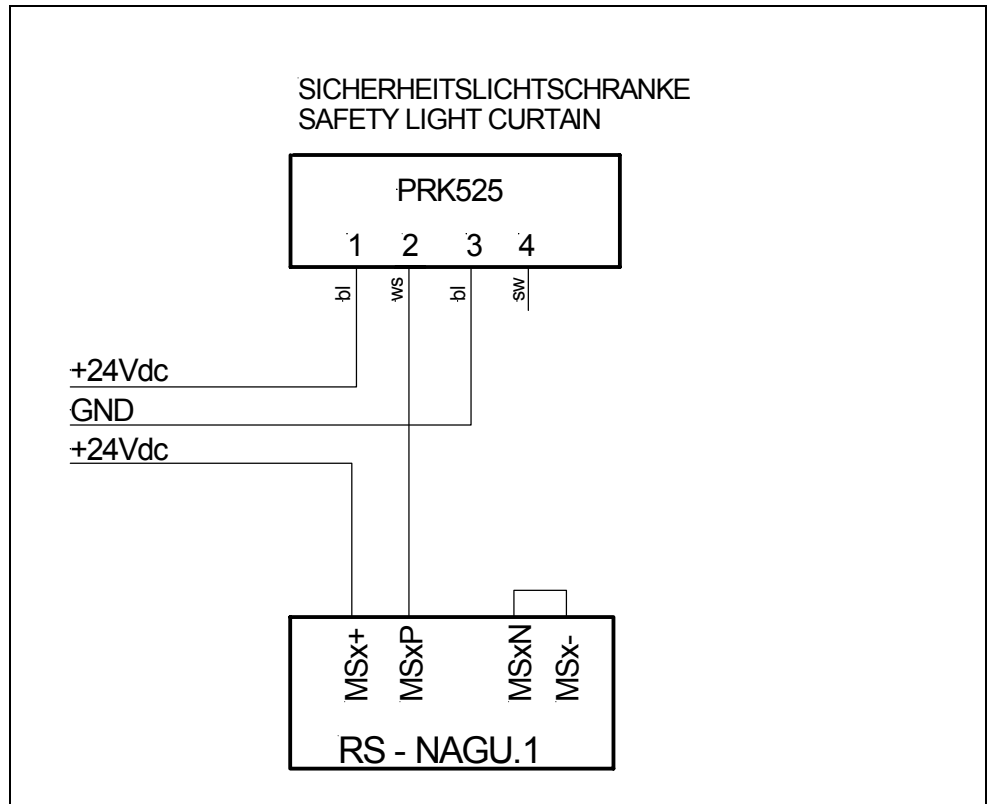 SICHERHEITSLICHTSCHRANKE
SAFETY LIGHT CURTAIN
PRK525
1 2 3 4
bl ws bl sw
+24Vdc
GND
+24Vdc
MSx+ MSxP MSxN MSx-
RS - NAGU.1